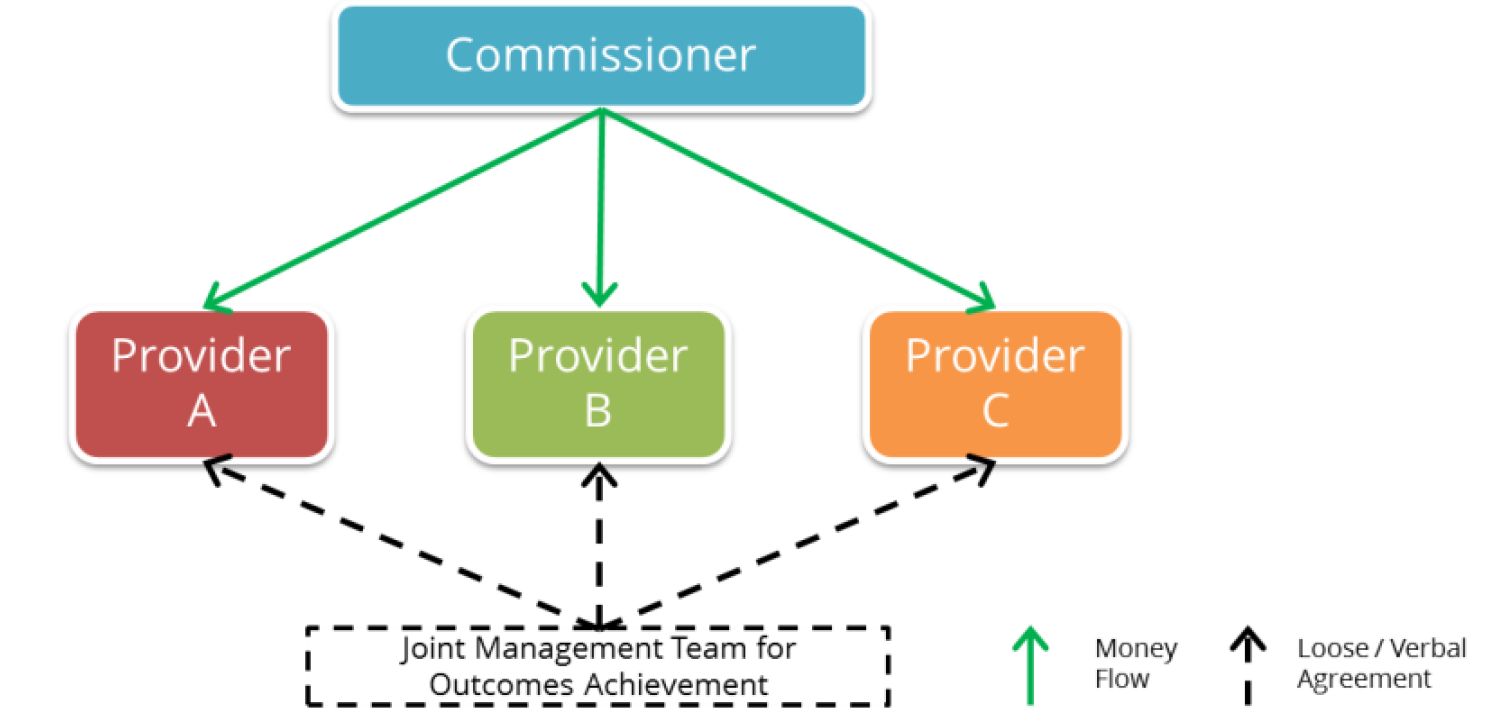 Commissioner
Provider
A
Provider
B
Provider
C
Joint Management Team for
Outcomes Achievement
Money
Flow
Loose / Verbal
Agreement